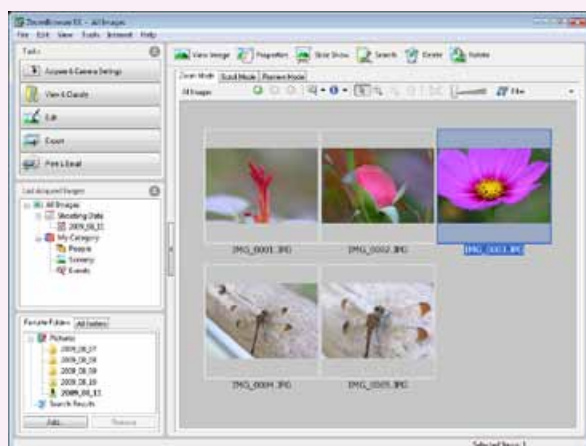 ZoomBrowser EX - All Images
File Edit View Tools Internet Help
Tasks
Acquire & Camera Settings
View & Classify
Edit
Export
Print & Email
View Image Properties Slide Show Search Delete Rotate
Zoom Mode Scroll Mode Preview Mode
All Images
Filter
Last Acquired Images
All Images
Shooting Date
2009_08_11
My Category
People
Scenery
Events
IMG_0001.JPG IMG_0002.JPG IMG_0003.JPG
IMG_0004.JPG IMG_0005.JPG
Favorite Folders All Folders
Pictures
2009_08_07
2009_08_08
2009_08_09
2009_08_10
2009_08_11
Search Results
Add... Remove
Selected Items: 1